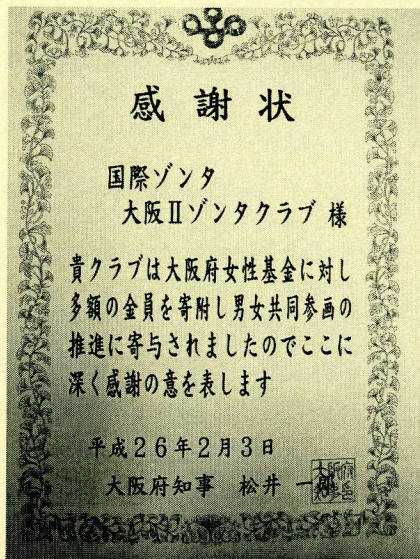 感謝状
国際ゾンタ
大阪Ⅱゾンタクラブ 様
貴クラブは大阪府女性基金に対し
多額の金員を寄附し男女共同参画の
推進に寄与されましたのでここに
深く感謝の意を表します
平成26年2月3日
大阪府知事 松井 一郎